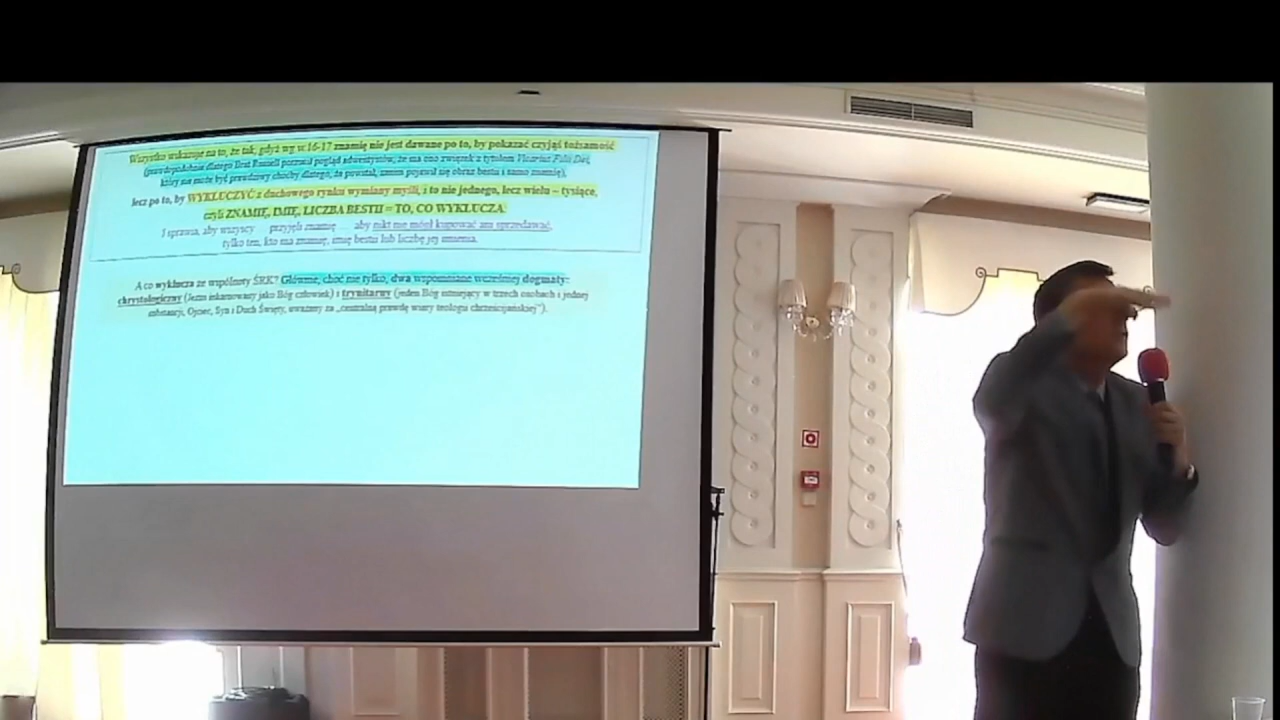 Wszystko wskazuje na to, że tak, gdyż wg w.16-17 znamię nie jest dawane po to, by pokazać czyjąś tożsamość
(prawdopodobnie dlatego Brat Russell porzucił pogląd adwentystów, że ma ono związek z tytułem Vicarius Filii Dei,
który nie może być prawdziwy choćby dlatego, że powstał, zanim pojawił się obraz bestii i samo znamię),
lecz po to, by WYKLUCZYĆ z duchowego rynku wymiany myśli, i to nie jednego, lecz wielu – tysiące,
czyli ZNAMIĘ, IMIĘ, LICZBA BESTII = TO, CO WYKLUCZA:
I sprawia, aby wszyscy ... przyjęli znamię ... aby nikt nie mógł kupować ani sprzedawać,
tylko ten, kto ma znamię, imię bestii lub liczbę jej imienia.
A co wyklucza ze wspólnoty ŚRK? Głównie, choć nie tylko, dwa wspomniane wcześniej dogmaty:
chrystologiczny (Jezus inkarnowany jako Bóg człowiek) i trynitarny (jeden Bóg istniejący w trzech osobach i jednej
substancji, Ojciec, Syn i Duch Święty, uważany za „centralną prawdę wiary teologii chrześcijańskiej”).